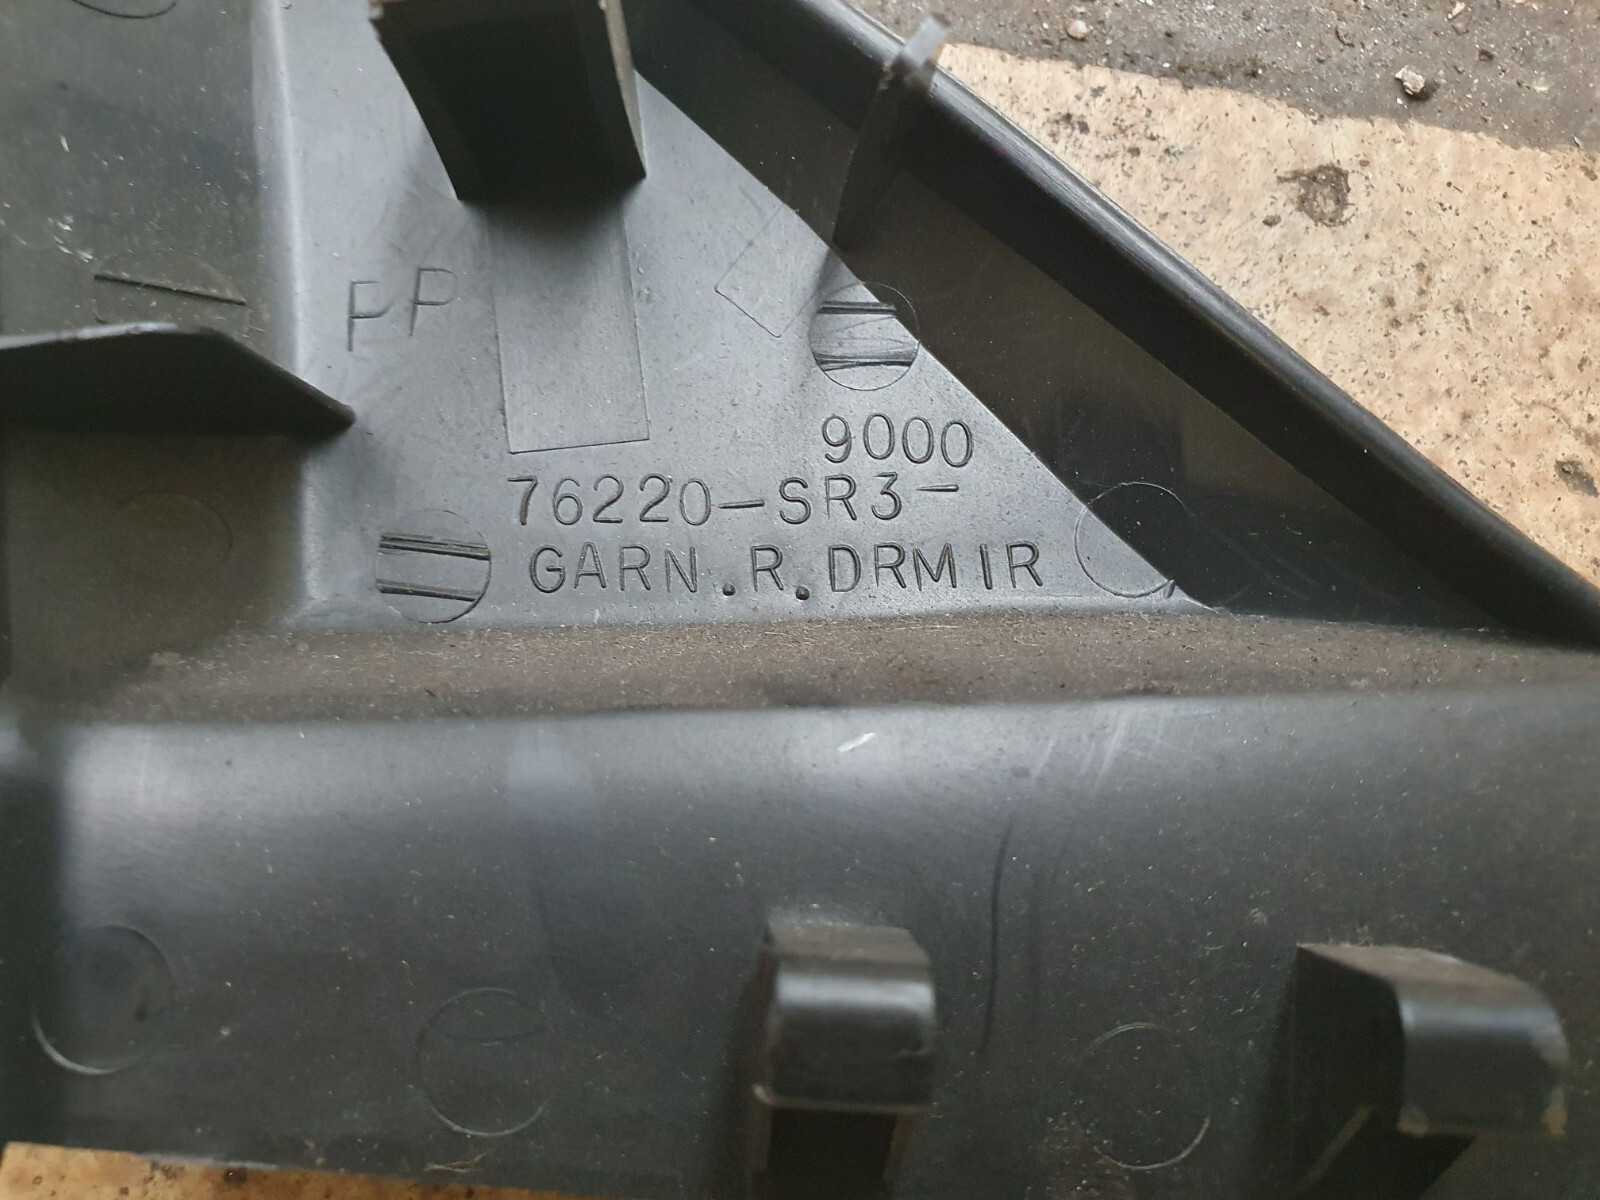 PP
9000
76220-SR3-
GARN.R.DRMIR